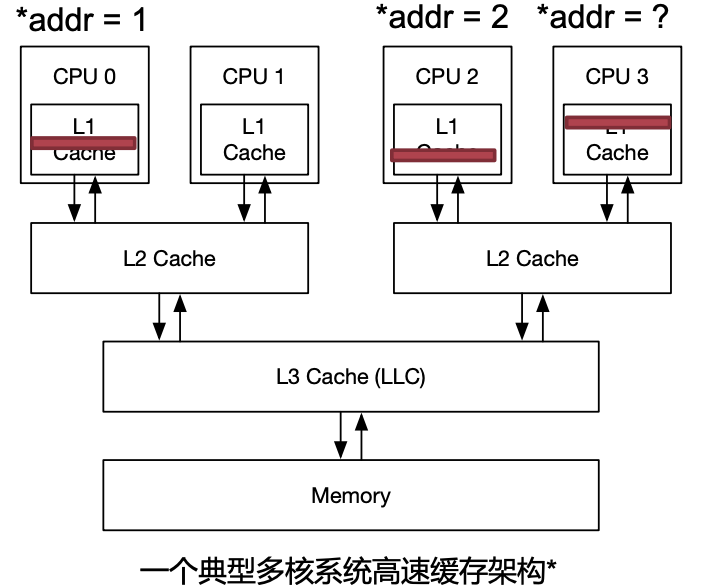 *addr = 1
*addr = 2
*addr = ?
CPU 0
CPU 1
CPU 2
CPU 3
L1
Cache
L1
Cache
L1
Cache
L1
Cache
L2 Cache
L2 Cache
L3 Cache (LLC)
Memory
一个典型多核系统高速缓存架构*